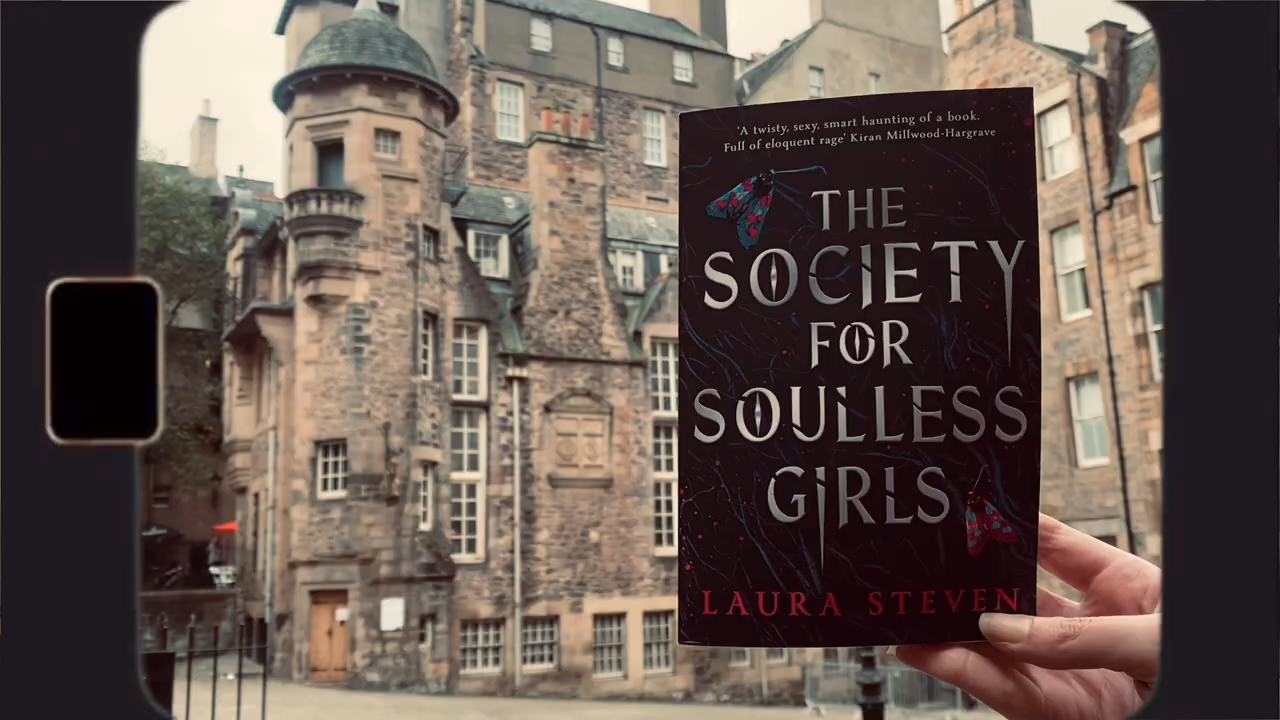 'A twisty, sexy, smart haunting of a book.
Full of eloquent rage' Kiran Millwood-Hargrave
THE
SOCIETY
FOR
SOULLESS
GIRLS
LAURA STEVEN